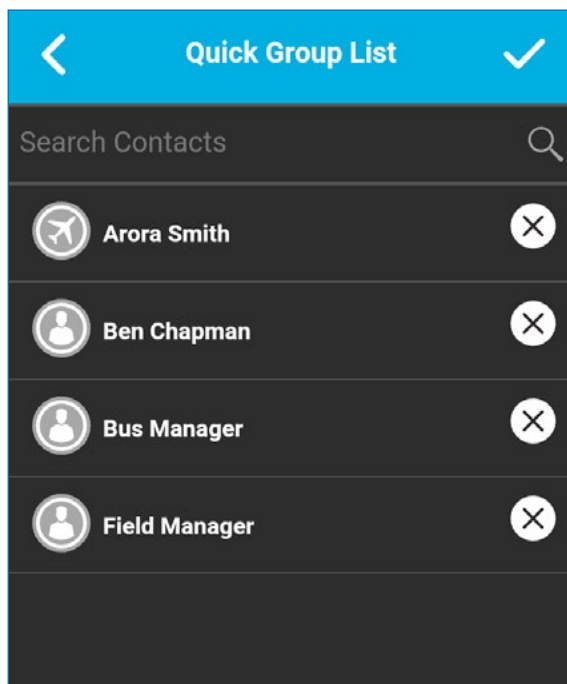 Quick Group List
Search Contacts
Arora Smith
Ben Chapman
Bus Manager
Field Manager